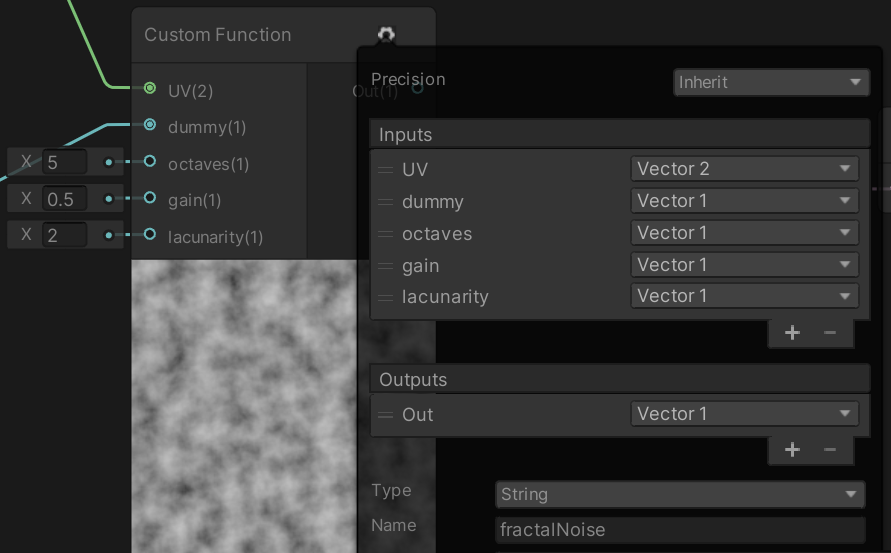 Custom Function
UV(2)
Out(1)
dummy(1)
X 5
octaves(1)
X 0.5
gain(1)
X 2
lacunarity(1)
Precision
Inherit
Inputs
UV
Vector 2
dummy
Vector 1
octaves
Vector 1
gain
Vector 1
lacunarity
Vector 1
+ −
Outputs
Out
Vector 1
+ −
Type
String
Name
fractalNoise